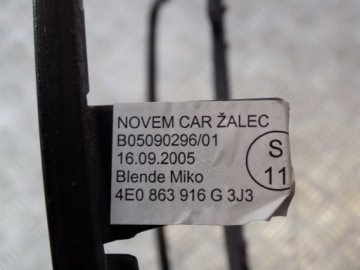 NOVEM CAR ŽALEC
B05090296/01
16.09.2005
Blende Miko
4E0 863 916 G 3J3
S
11